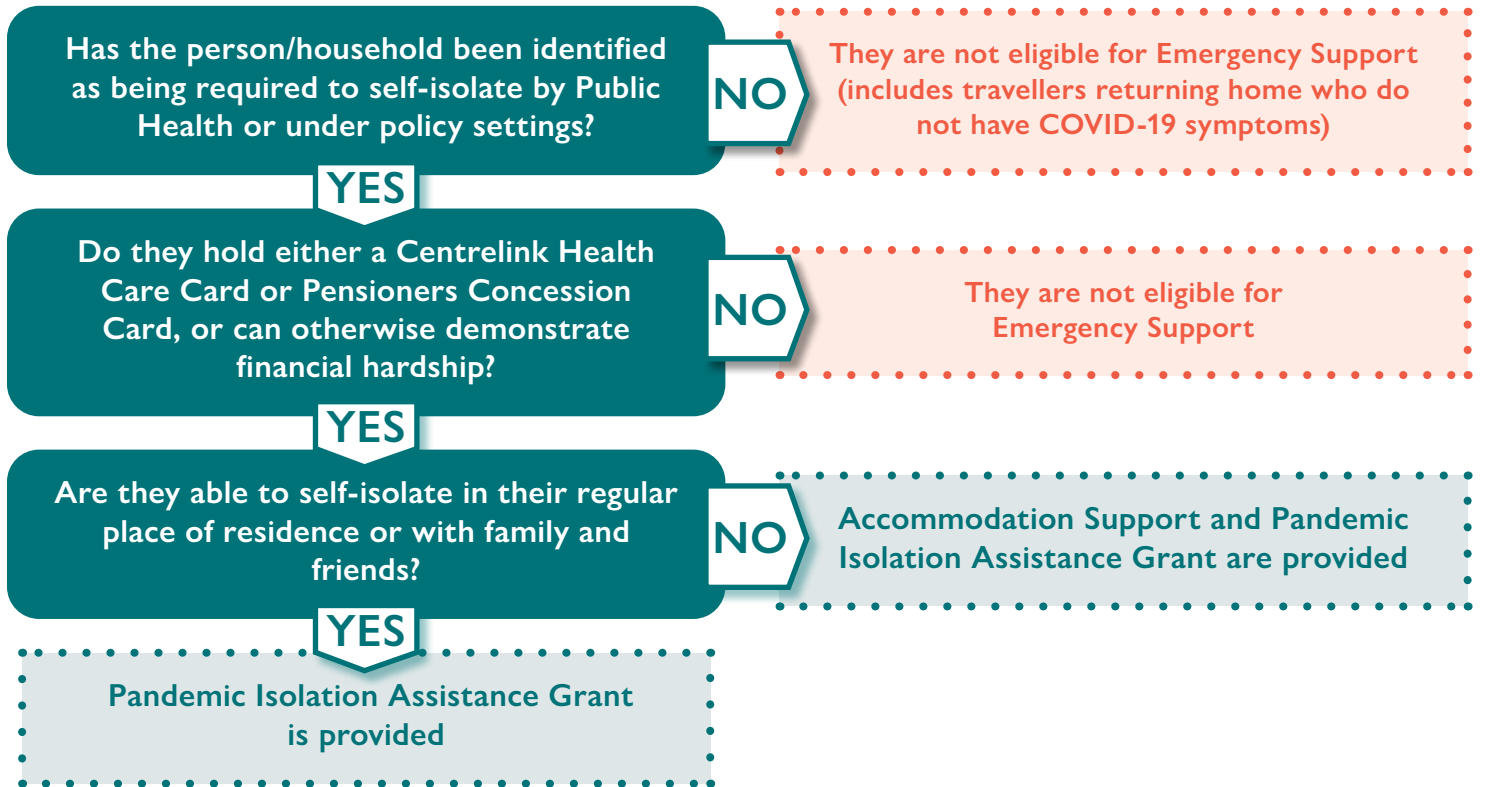 Has the person/household been identified
as being required to self-isolate by Public
Health or under policy settings?
NO
They are not eligible for Emergency Support
(includes travellers returning home who do
not have COVID-19 symptoms)
YES
Do they hold either a Centrelink Health
Care Card or Pensioners Concession
Card, or can otherwise demonstrate
financial hardship?
NO
They are not eligible for
Emergency Support
YES
Are they able to self-isolate in their regular
place of residence or with family and
friends?
NO
Accommodation Support and Pandemic
Isolation Assistance Grant are provided
YES
Pandemic Isolation Assistance Grant
is provided